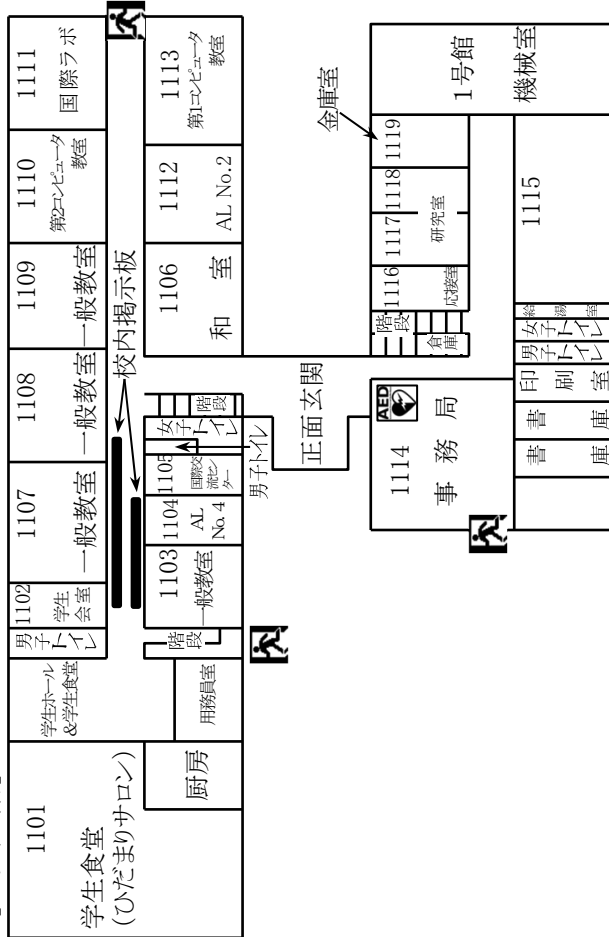 1101
学生食堂
(ひだまりサロン)
厨房
学生ホール
&学生食堂
用務員室
男子トイレ
階段
1102
学生
会室
1107
一般教室
1108
一般教室
1109
一般教室
1110
第2コンピュータ
教室
1111
国際ラボ
校内掲示板
1103
一般教室
1104
AL
No. 4
1105
国際交
流セン
ター
男子トイレ
女子トイレ
階段
1106
和室
1112
AL No.2
1113
第1コンピュータ
教室
正面玄関
1114
事務局
AED
階段
倉庫
1116
応接室
1117
1118
研究室
1119
金庫室
1号館
機械室
書庫
書庫
印刷室
男子トイレ
女子トイレ
給湯室
1115